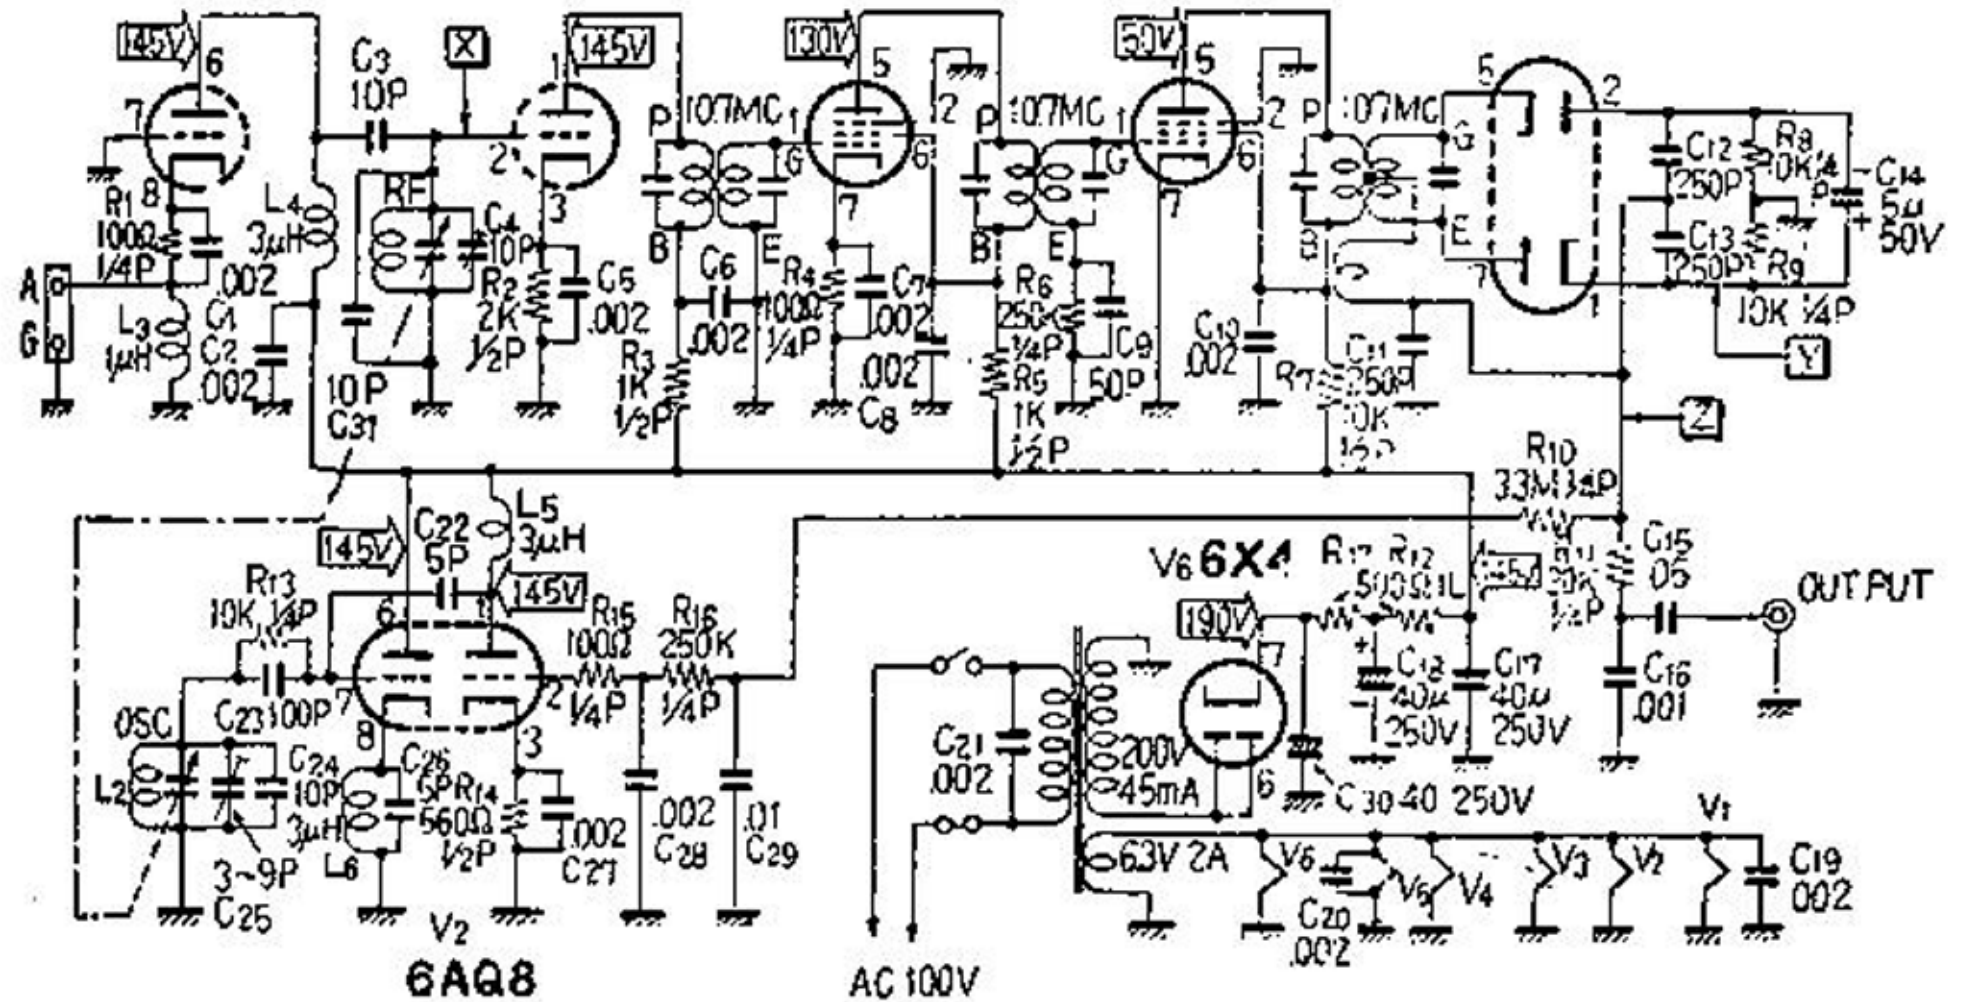 145V
6
7
8
R1
100Ω
1/4P
A
G
L3
1μH
.002
C1
C2
.002
L4
3μH
C3
10P
X
RF
C4
10P
10P
C31
145V
1
2
3
R2
2K
1/2P
C5
.002
P
10.7MC
G
B
E
C6
.002
R3
1K
1/2P
130V
5
1
2
6
7
R4
100Ω
1/4P
C7
.002
.002
C8
P
10.7MC
G
B
E
R6
250K
1/4P
R5
1K
1/2P
C9
50P
50V
5
1
2
6
7
C10
.002
R7
10K
P
10.7MC
G
B
E
C11
250P
5
2
7
1
C12
250P
C13
250P
R8
10K 1/4
P
R9
10K 1/4P
C14
5μ
50V
Y
Z
R10
3.3M 1/4P
C15
.05
OUTPUT
C16
.001
145V
C22
5P
L5
3μH
145V
R13
10K 1/4P
C23 100P
6
1
7
2
8
3
OSC
L2
C24
10P
3~9P
C25
C26
5P
3μH
L6
R14
560Ω
1/2P
.002
C27
R15
100Ω
1/4P
R16
250K
1/4P
.002
C28
.01
C29
V2
6AQ8
V6 6X4
190V
7
6
R17
R12
500Ω
145V
C18
40μ
250V
C17
40μ
250V
C30 40 250V
C21
.002
200V
45mA
6.3V 2A
AC 100V
V6
C20
.002
V5
V4
V3
V2
V1
C19
.002